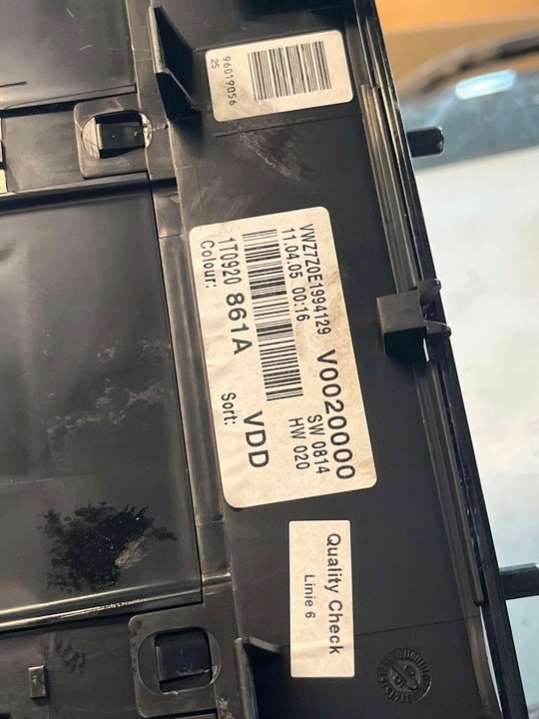 96019056
25
VWZ7Z0E1994129 V0020000
11.04.05 00:16 SW 0814
HW 020
1T0920 861A VDD
Colour: Sort:
Quality Check
Linie 6